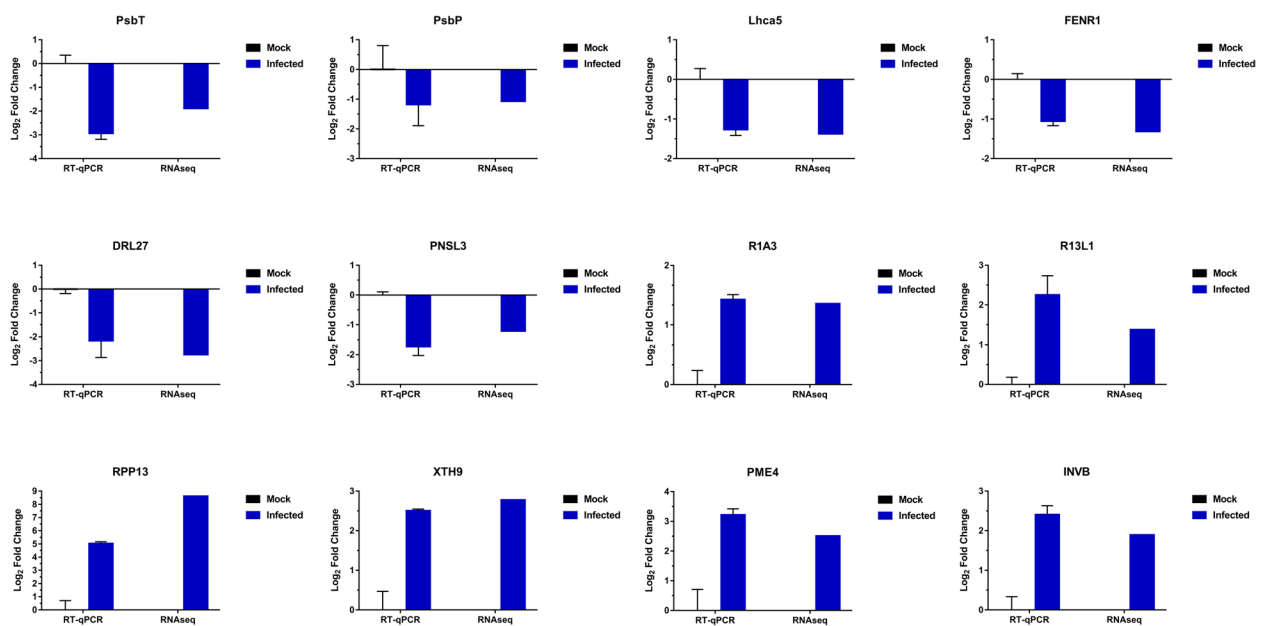 PsbT
Log2 Fold Change
1
0
-1
-2
-3
-4
RT-qPCR
RNAseq
Mock
Infected
PsbP
Log2 Fold Change
1
0
-1
-2
-3
RT-qPCR
RNAseq
Mock
Infected
Lhca5
Log2 Fold Change
1
0
-1
-2
RT-qPCR
RNAseq
Mock
Infected
FENR1
Log2 Fold Change
1
0
-1
-2
RT-qPCR
RNAseq
Mock
Infected
DRL27
Log2 Fold Change
1
0
-1
-2
-3
-4
RT-qPCR
RNAseq
Mock
Infected
PNSL3
Log2 Fold Change
1
0
-1
-2
-3
RT-qPCR
RNAseq
Mock
Infected
R1A3
Log2 Fold Change
2
1
0
RT-qPCR
RNAseq
Mock
Infected
R13L1
Log2 Fold Change
3
2
1
0
RT-qPCR
RNAseq
Mock
Infected
RPP13
Log2 Fold Change
9
8
7
6
5
4
3
2
1
0
RT-qPCR
RNAseq
Mock
Infected
XTH9
Log2 Fold Change
3
2
1
0
RT-qPCR
RNAseq
Mock
Infected
PME4
Log2 Fold Change
4
3
2
1
0
RT-qPCR
RNAseq
Mock
Infected
INVB
Log2 Fold Change
3
2
1
0
RT-qPCR
RNAseq
Mock
Infected